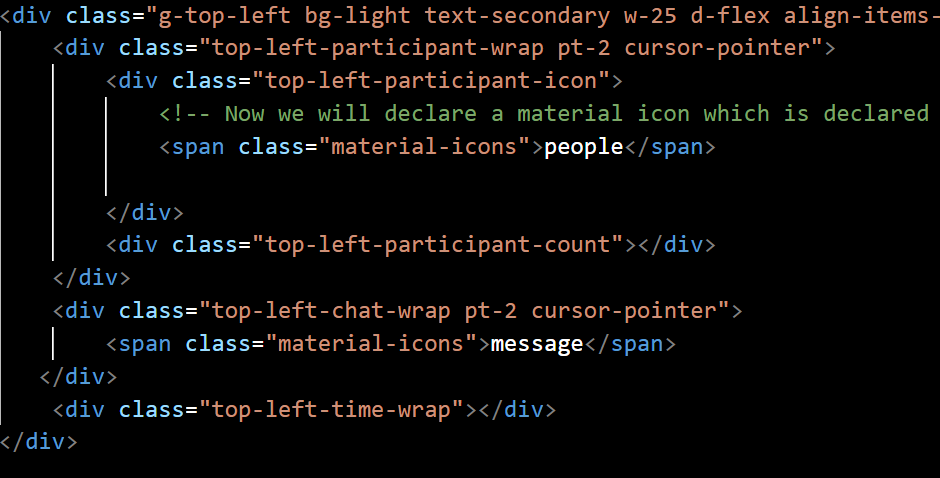 <div class="g-top-left bg-light text-secondary w-25 d-flex align-items-
<div class="top-left-participant-wrap pt-2 cursor-pointer">
<div class="top-left-participant-icon">
<!-- Now we will declare a material icon which is declared
<span class="material-icons">people</span>
</div>
<div class="top-left-participant-count"></div>
</div>
<div class="top-left-chat-wrap pt-2 cursor-pointer">
<span class="material-icons">message</span>
</div>
<div class="top-left-time-wrap"></div>
</div>